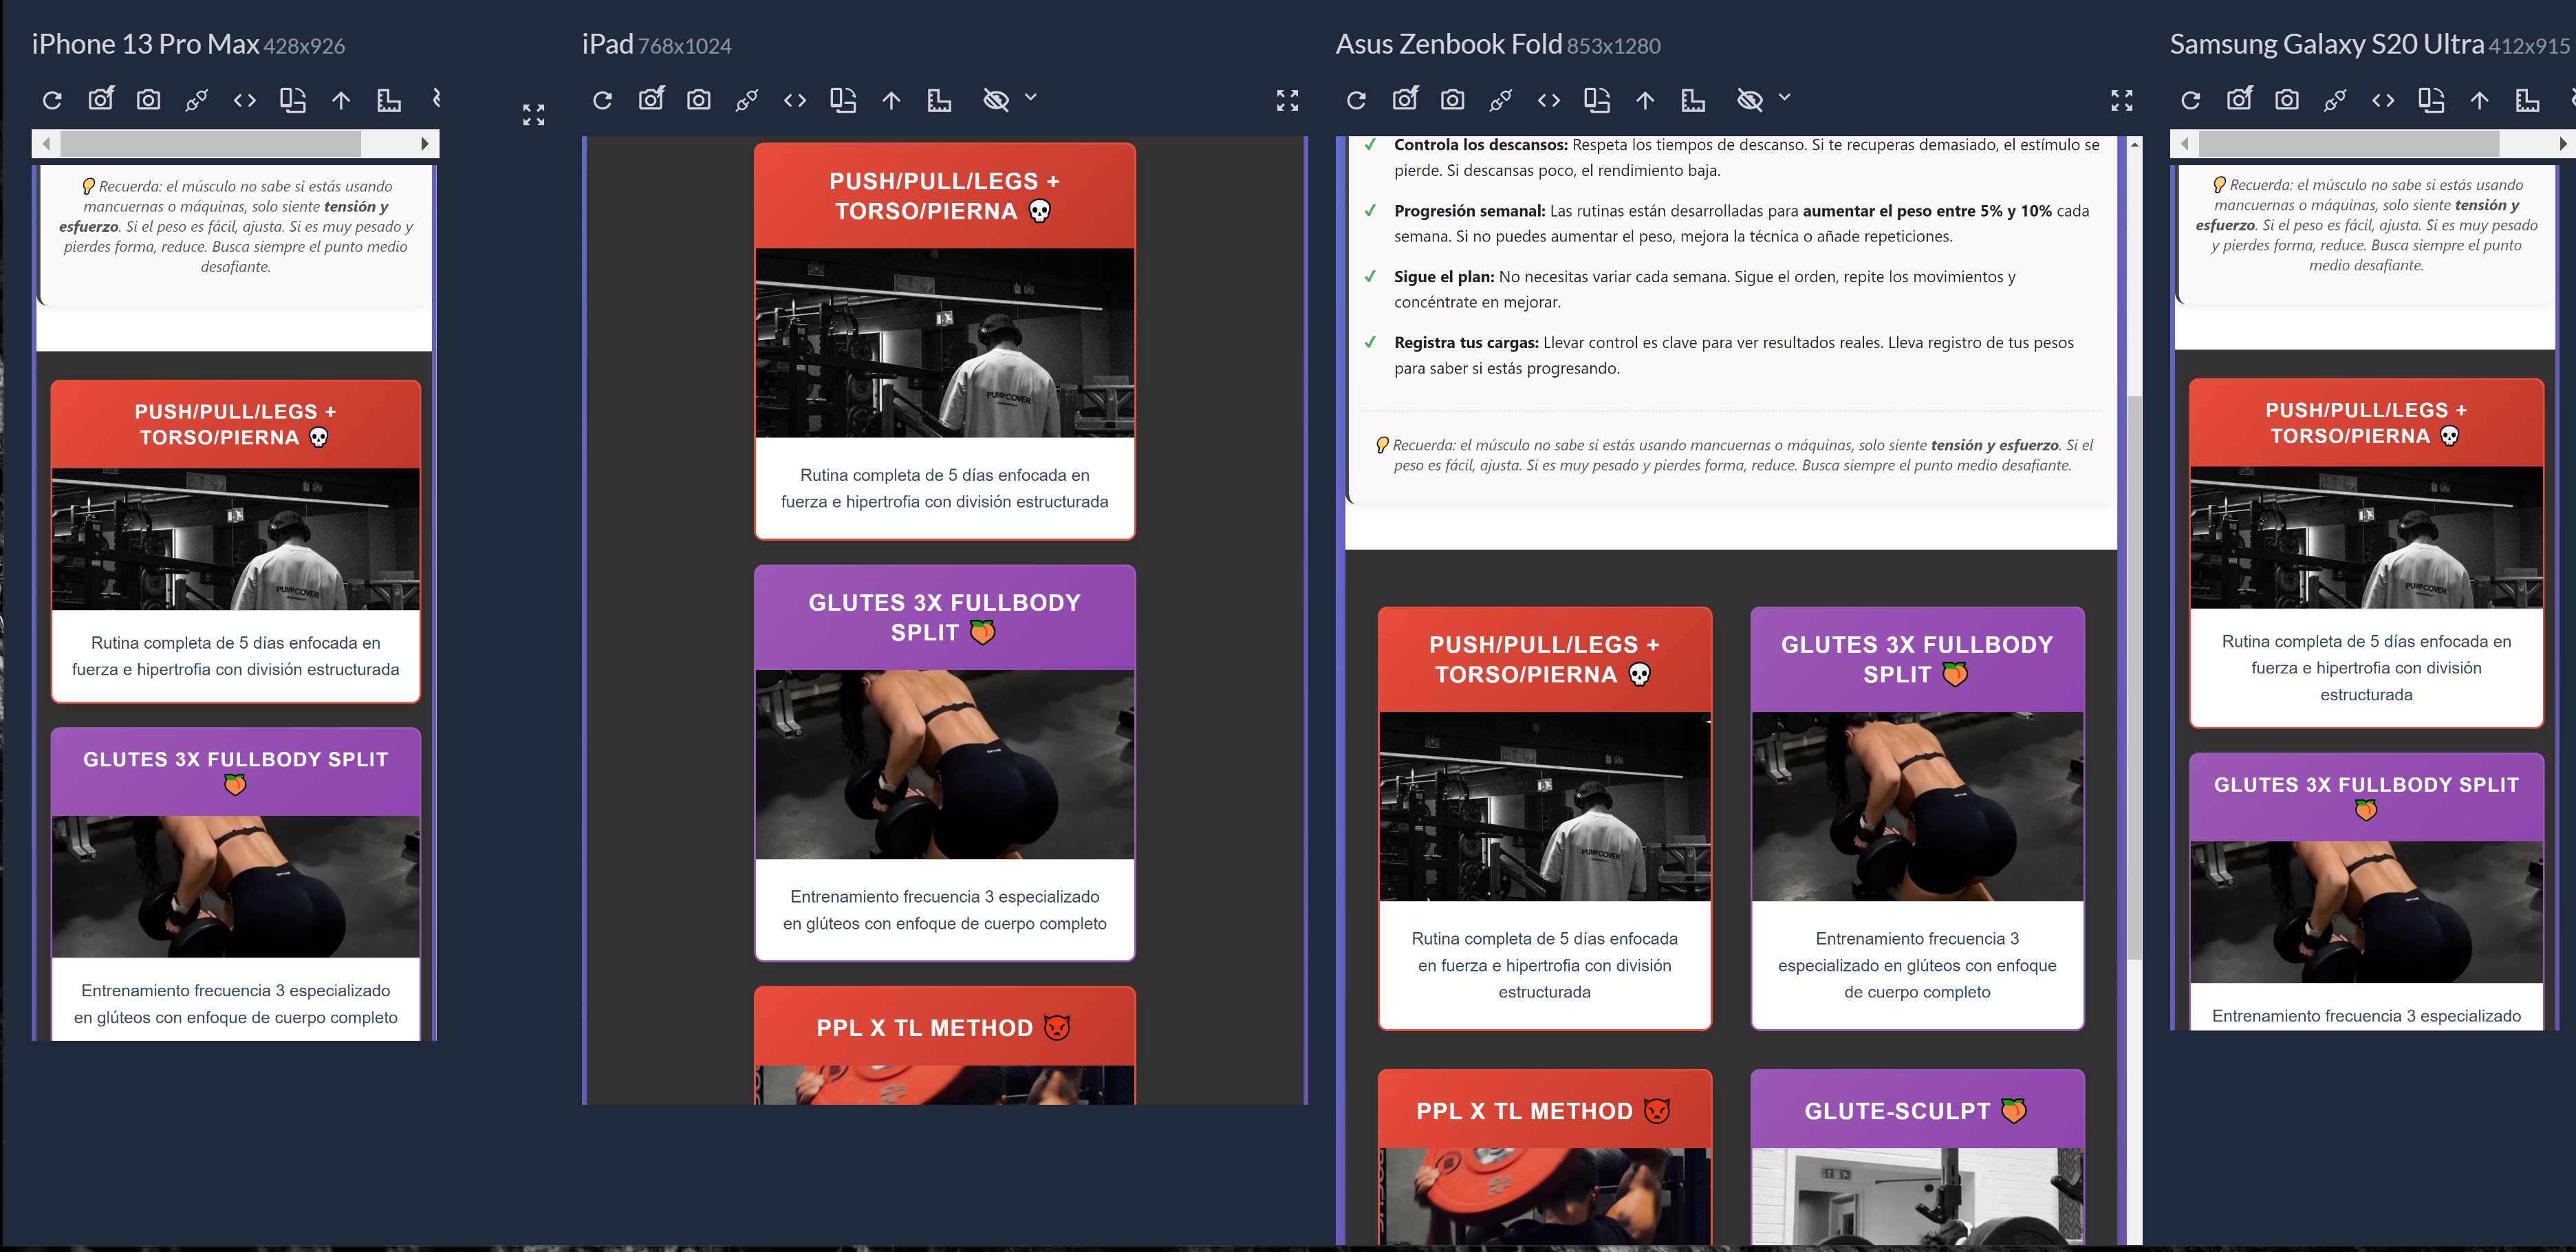 iPhone 13 Pro Max 428x926
💡 Recuerda: el músculo no sabe si estás usando
mancuernas o máquinas, solo siente tensión y
esfuerzo. Si el peso es fácil, ajusta. Si es muy pesado y
pierdes forma, reduce. Busca siempre el punto medio
desafiante.
PUSH/PULL/LEGS +
TORSO/PIERNA 💀
PUMPCOVER
Rutina completa de 5 días enfocada en
fuerza e hipertrofia con división estructurada
GLUTES 3X FULLBODY SPLIT
🍑
Entrenamiento frecuencia 3 especializado
en glúteos con enfoque de cuerpo completo
iPad 768x1024
PUSH/PULL/LEGS +
TORSO/PIERNA 💀
PUMPCOVER
Rutina completa de 5 días enfocada en
fuerza e hipertrofia con división estructurada
GLUTES 3X FULLBODY
SPLIT 🍑
Entrenamiento frecuencia 3 especializado
en glúteos con enfoque de cuerpo completo
PPL X TL METHOD 👿
Asus Zenbook Fold 853x1280
✓ Controla los descansos: Respeta los tiempos de descanso. Si te recuperas demasiado, el estímulo se
pierde. Si descansas poco, el rendimiento baja.
✓ Progresión semanal: Las rutinas están desarrolladas para aumentar el peso entre 5% y 10% cada
semana. Si no puedes aumentar el peso, mejora la técnica o añade repeticiones.
✓ Sigue el plan: No necesitas variar cada semana. Sigue el orden, repite los movimientos y
concéntrate en mejorar.
✓ Registra tus cargas: Llevar control es clave para ver resultados reales. Lleva registro de tus pesos
para saber si estás progresando.
💡 Recuerda: el músculo no sabe si estás usando mancuernas o máquinas, solo siente tensión y esfuerzo. Si el
peso es fácil, ajusta. Si es muy pesado y pierdes forma, reduce. Busca siempre el punto medio desafiante.
PUSH/PULL/LEGS +
TORSO/PIERNA 💀
PUMPCOVER
Rutina completa de 5 días enfocada
en fuerza e hipertrofia con división
estructurada
GLUTES 3X FULLBODY
SPLIT 🍑
Entrenamiento frecuencia 3
especializado en glúteos con enfoque
de cuerpo completo
PPL X TL METHOD 👿
GLUTE-SCULPT 🍑
Samsung Galaxy S20 Ultra 412x915
💡 Recuerda: el músculo no sabe si estás usando
mancuernas o máquinas, solo siente tensión y
esfuerzo. Si el peso es fácil, ajusta. Si es muy pesado
y pierdes forma, reduce. Busca siempre el punto
medio desafiante.
PUSH/PULL/LEGS +
TORSO/PIERNA 💀
PUMPCOVER
Rutina completa de 5 días enfocada en
fuerza e hipertrofia con división
estructurada
GLUTES 3X FULLBODY SPLIT
🍑
Entrenamiento frecuencia 3 especializado